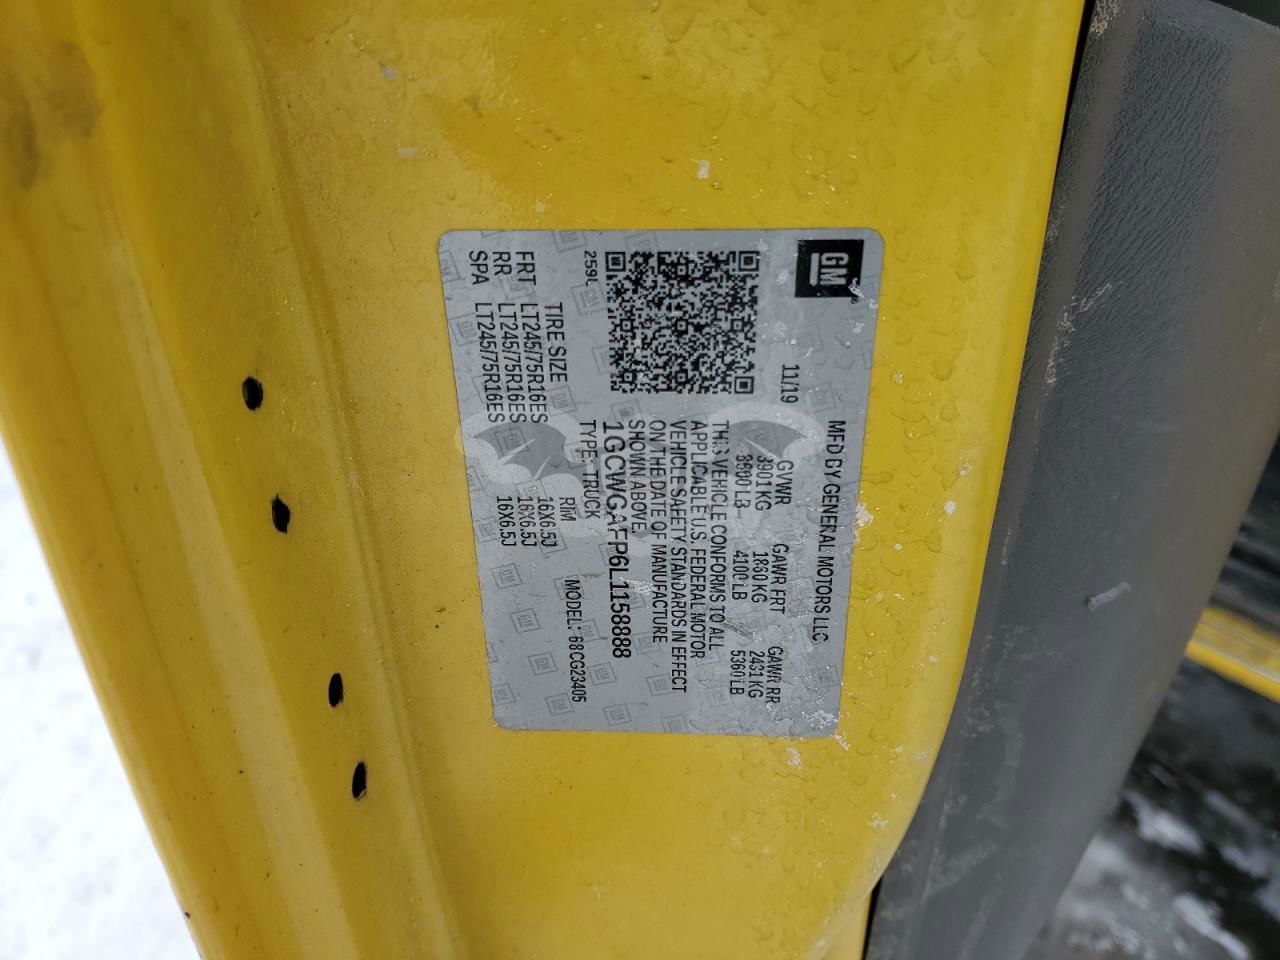 GM
MFD BY GENERAL MOTORS LLC
11/19
GVWR GAWR FRT GAWR RR
3901 KG 1860 KG 2431 KG
8600 LB 4100 LB 5360 LB
THIS VEHICLE CONFORMS TO ALL
APPLICABLE U.S. FEDERAL MOTOR
VEHICLE SAFETY STANDARDS IN EFFECT
ON THE DATE OF MANUFACTURE
SHOWN ABOVE.
1GCWGAFP6L1158888
259L
TYPE: TRUCK MODEL: 68CG23405
TIRE SIZE RIM
FRT LT245/75R16ES 16X6.5J
RR LT245/75R16ES 16X6.5J
SPA LT245/75R16ES 16X6.5J